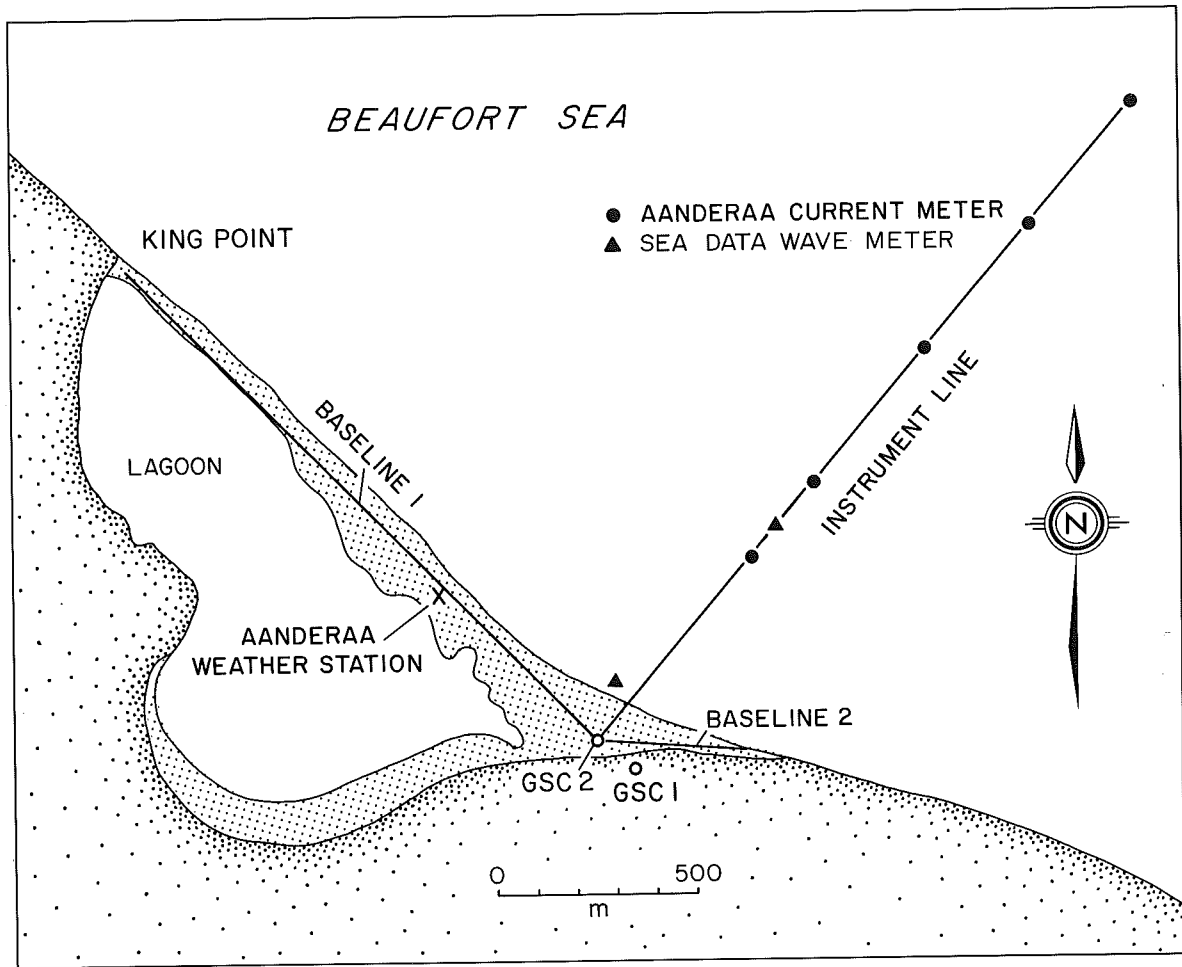 BEAUFORT SEA
● AANDERAA CURRENT METER
▲ SEA DATA WAVE METER
KING POINT
BASELINE 1
INSTRUMENT LINE
LAGOON
N
AANDERAA
WEATHER STATION
BASELINE 2
GSC 2
GSC 1
0 500
m